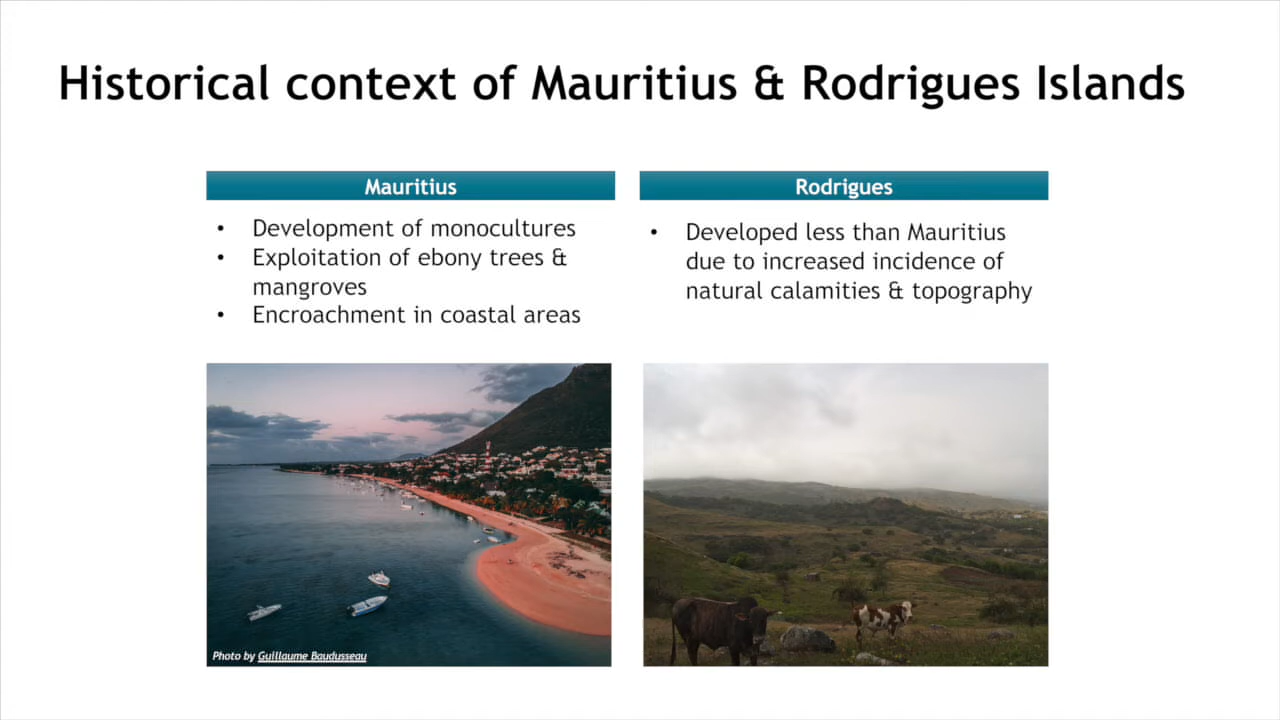 Historical context of Mauritius & Rodrigues Islands
Mauritius
• Development of monocultures
• Exploitation of ebony trees &
mangroves
• Encroachment in coastal areas
Rodrigues
• Developed less than Mauritius
due to increased incidence of
natural calamities & topography
Photo by Guillaume Baudusseau